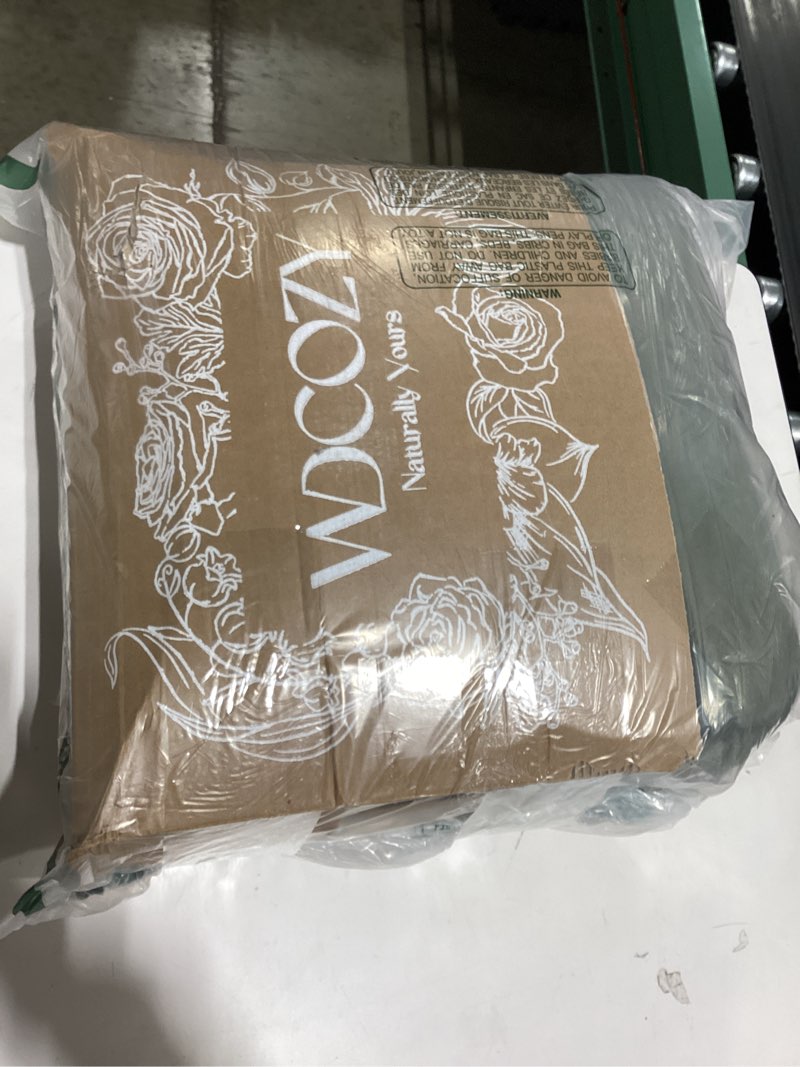 WDCOZY
Naturally Yours
WARNING:
TO AVOID DANGER OF SUFFOCATION
KEEP THIS PLASTIC BAG AWAY FROM
BABIES AND CHILDREN. DO NOT USE
THIS BAG IN CRIBS, BEDS, CARRIAGES
OR PLAY PENS. THIS BAG IS NOT A TOY.
AVERTISSEMENT: